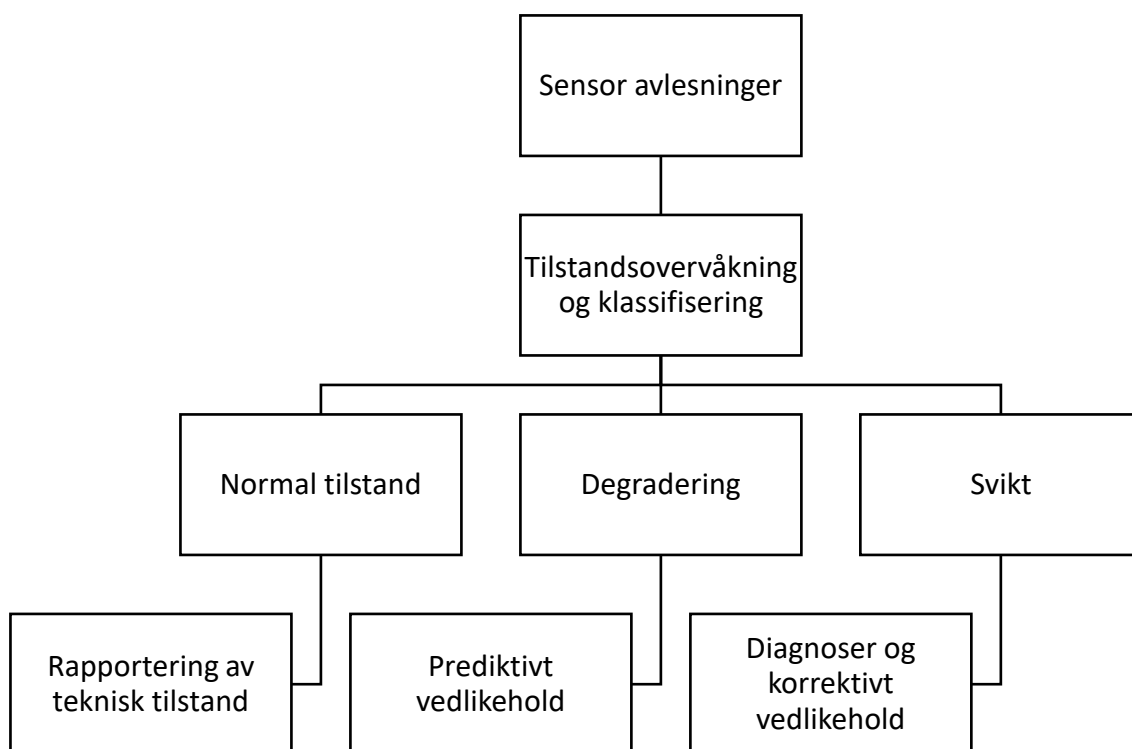 Sensor avlesninger
Tilstandsovervåkning
og klassifisering
Normal tilstand
Degradering
Svikt
Rapportering av
teknisk tilstand
Prediktivt
vedlikehold
Diagnoser og
korrektivt
vedlikehold